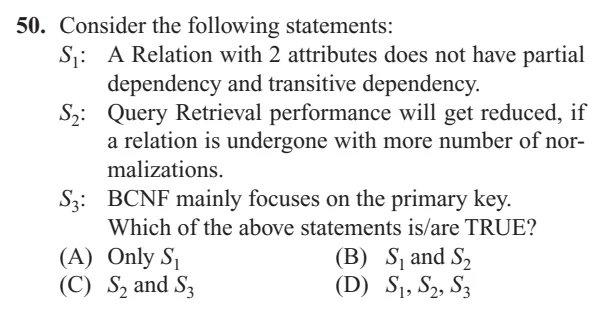 50. Consider the following statements:
S₁: A Relation with 2 attributes does not have partial
dependency and transitive dependency.
S₂: Query Retrieval performance will get reduced, if
a relation is undergone with more number of nor-
malizations.
S₃: BCNF mainly focuses on the primary key.
Which of the above statements is/are TRUE?
(A) Only S₁ (B) S₁ and S₂
(C) S₂ and S₃ (D) S₁, S₂, S₃